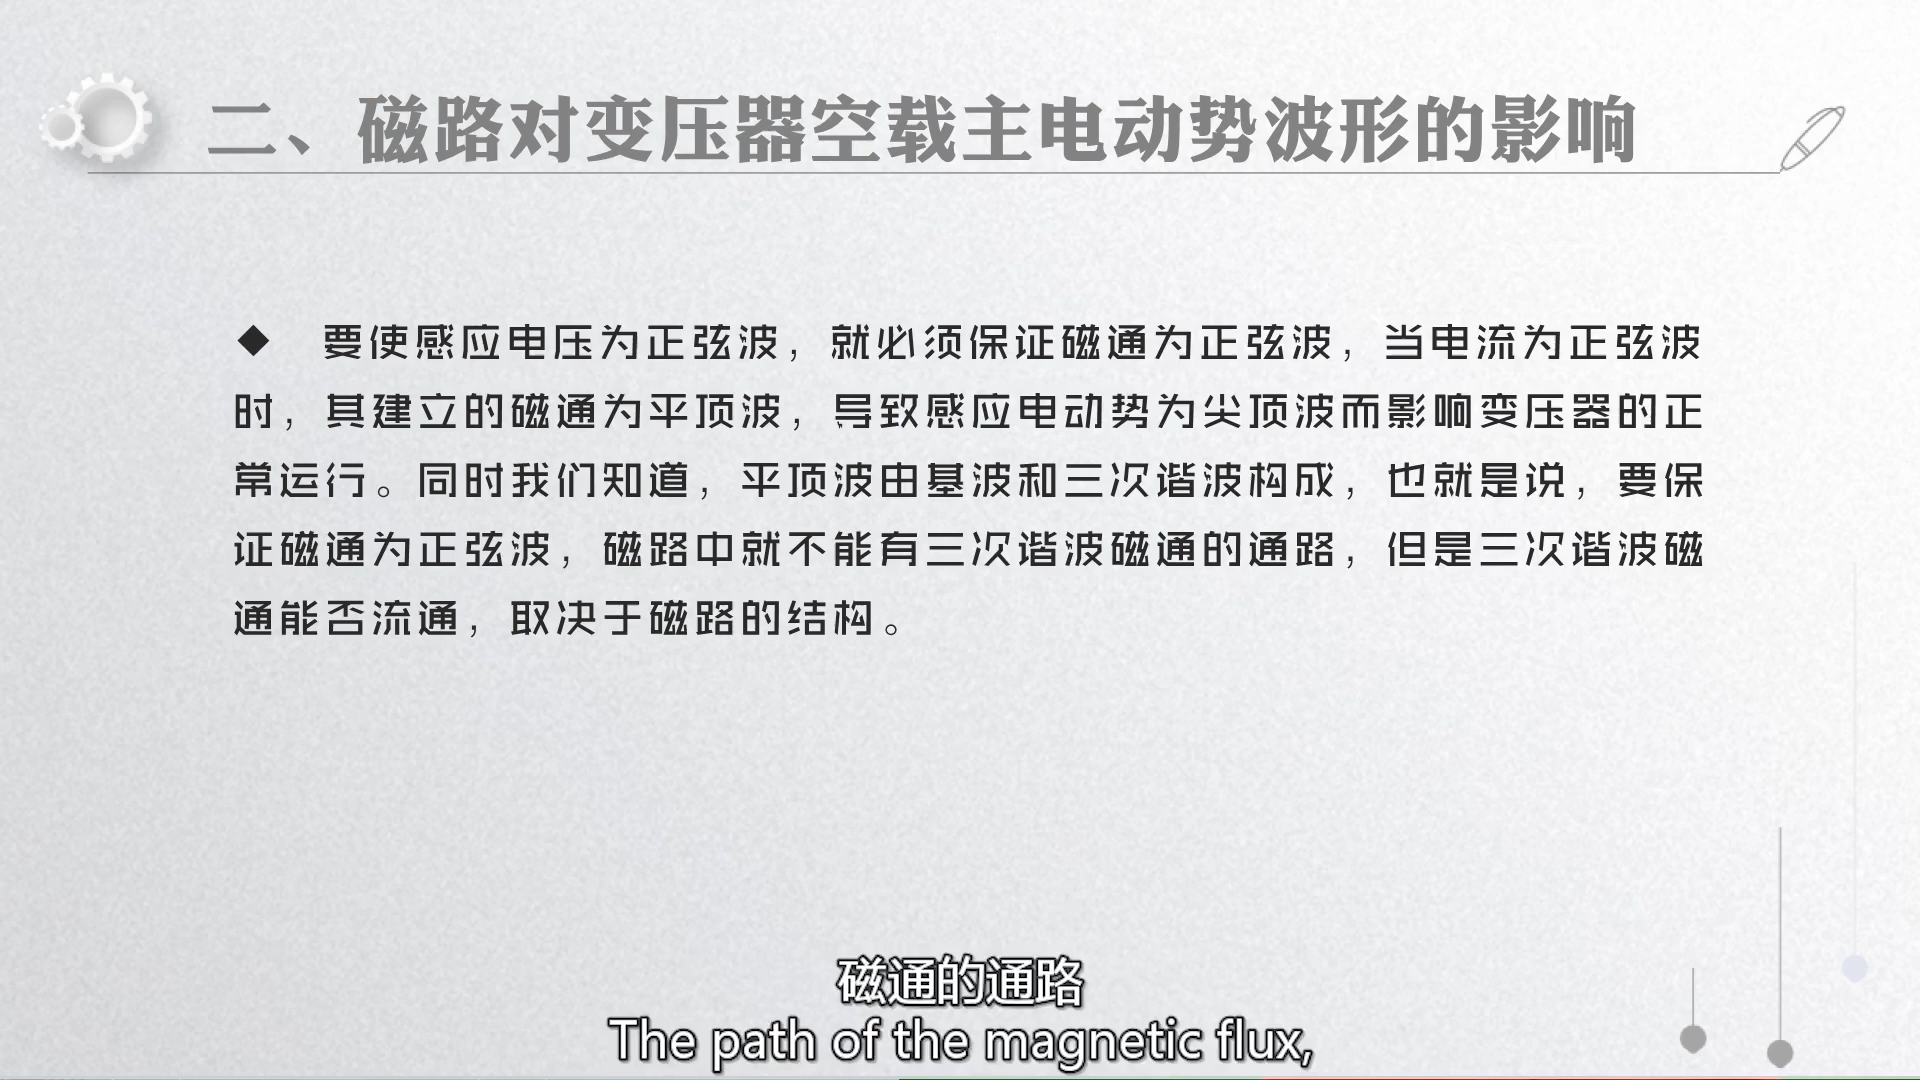 二、磁路对变压器空载主电动势波形的影响
◆ 要使感应电压为正弦波，就必须保证磁通为正弦波，当电流为正弦波
时，其建立的磁通为平顶波，导致感应电动势为尖顶波而影响变压器的正
常运行。同时我们知道，平顶波由基波和三次谐波构成，也就是说，要保
证磁通为正弦波，磁路中就不能有三次谐波磁通的通路，但是三次谐波磁
通能否流通，取决于磁路的结构。
磁通的通路
The path of the magnetic flux,